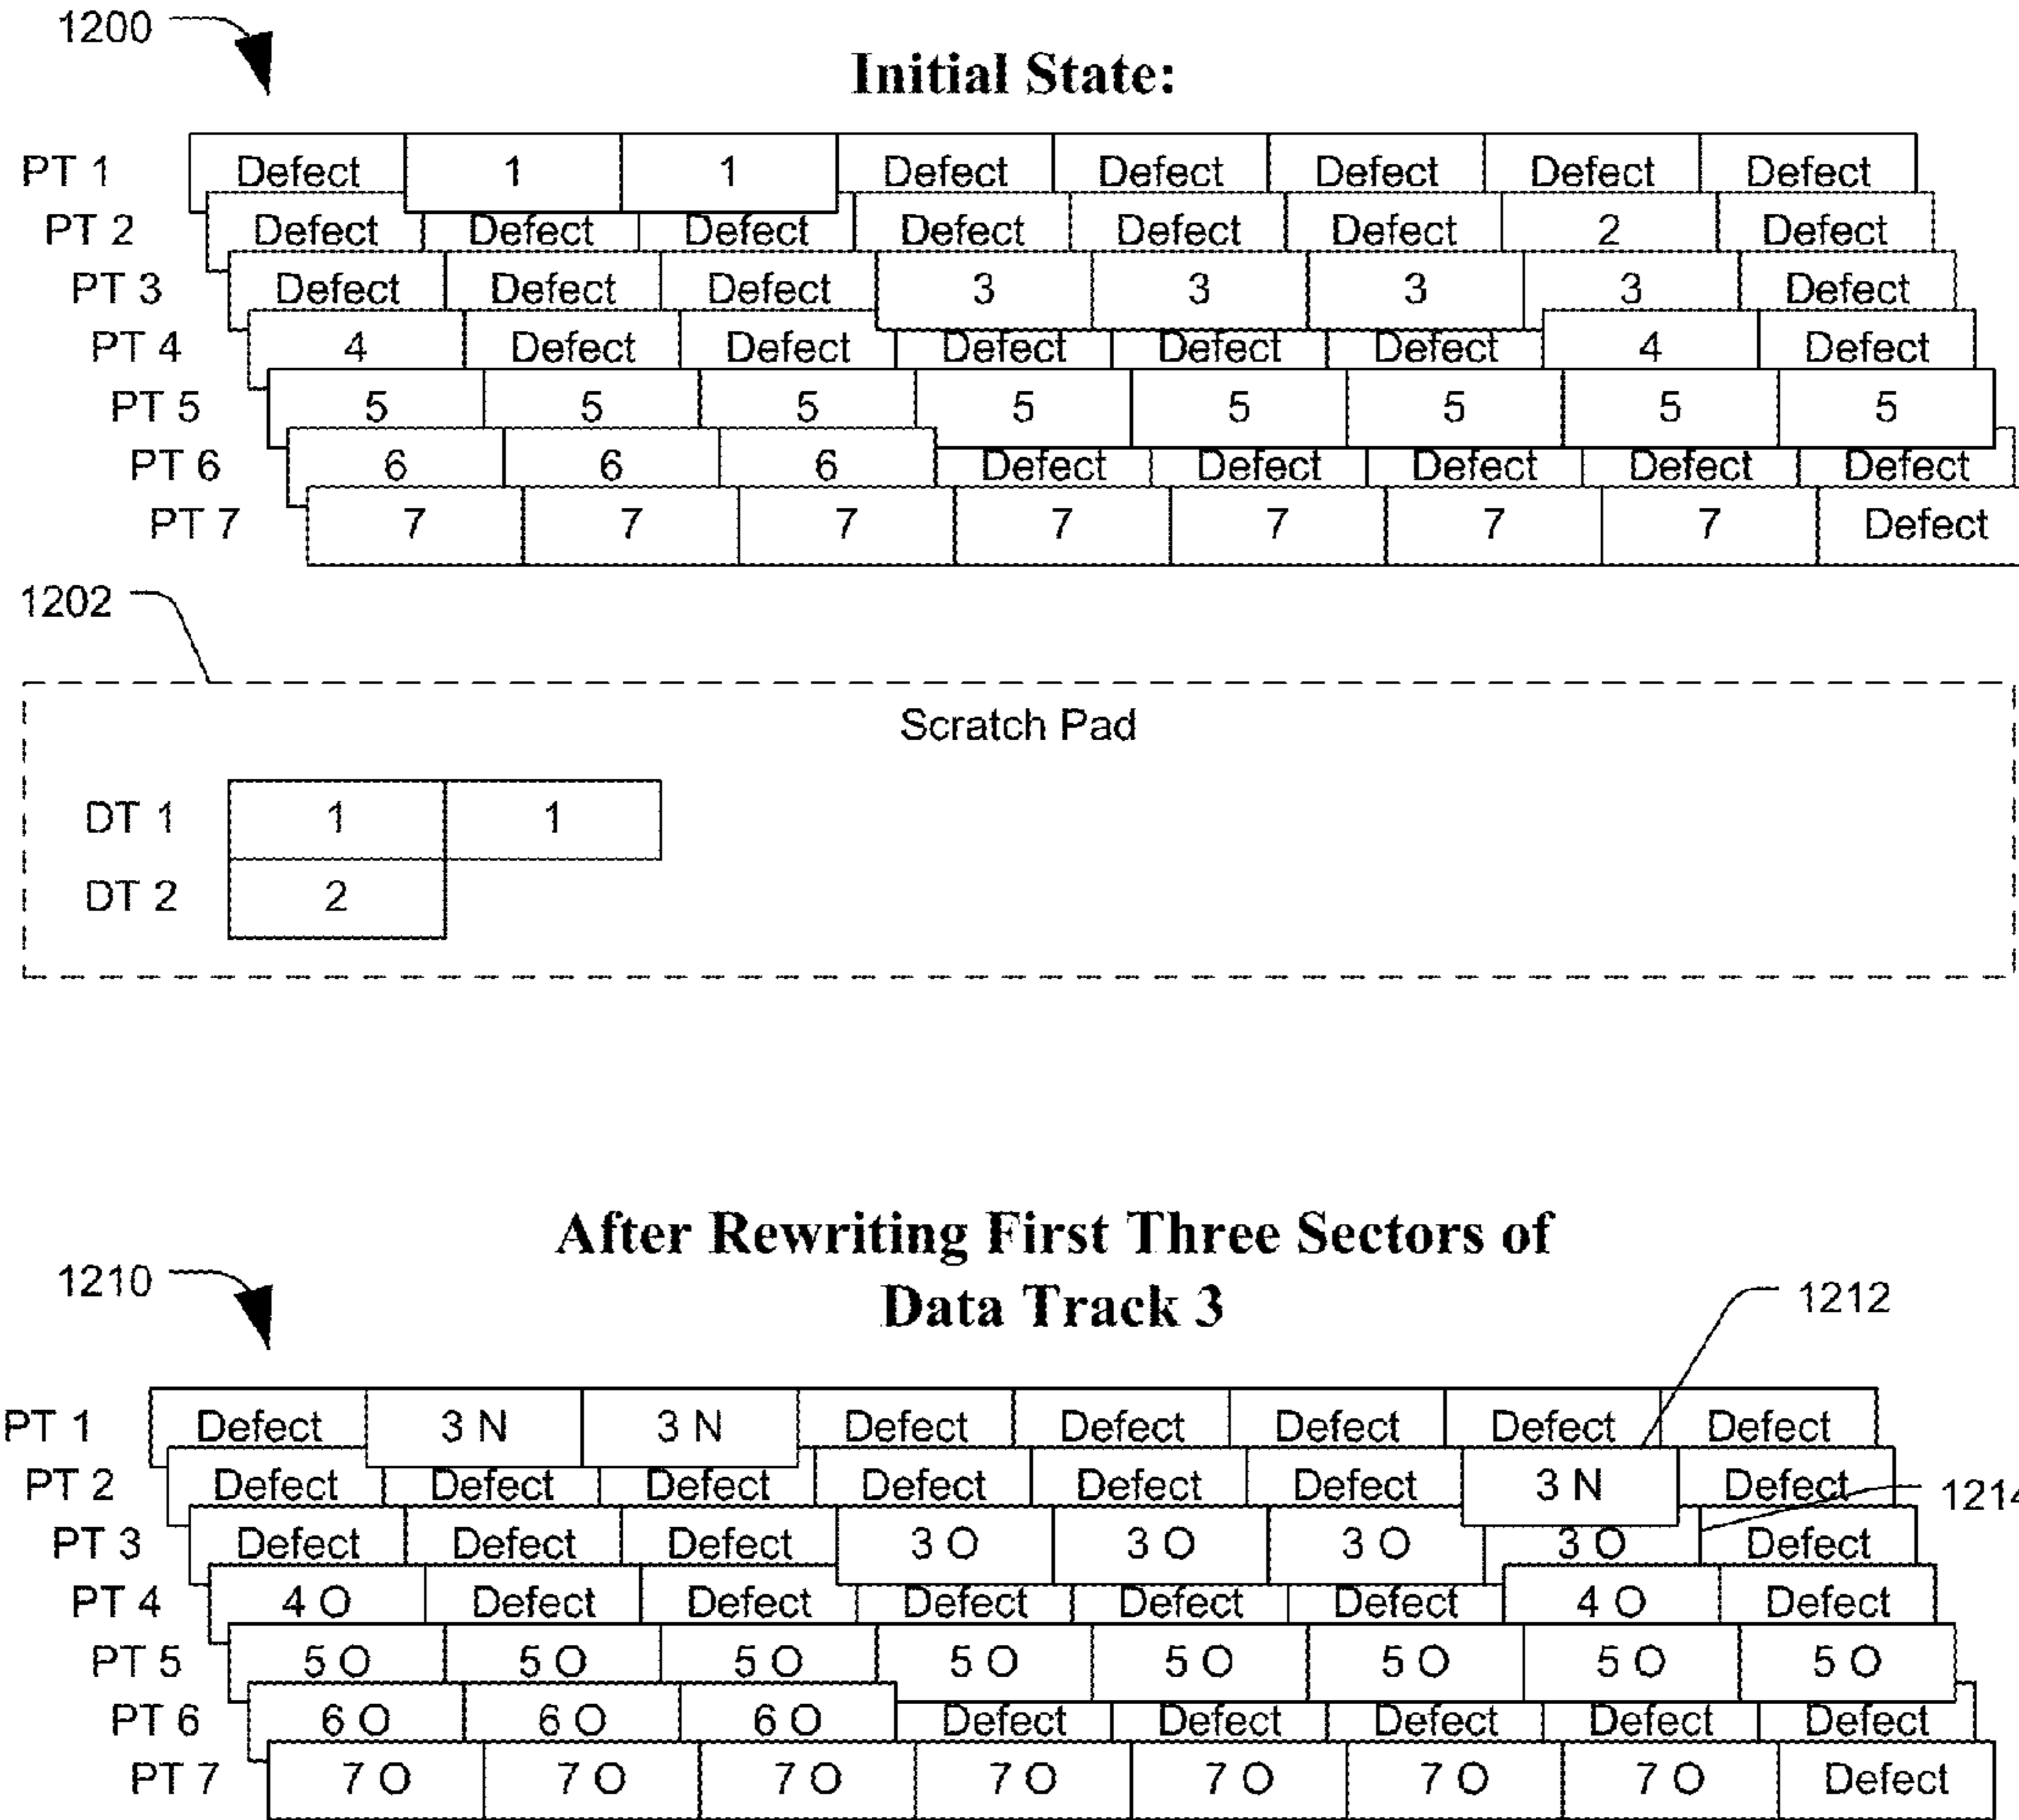 1200
Initial State:
PT 1 Defect 1 1 Defect Defect Defect Defect Defect
PT 2 Defect Defect Defect Defect Defect Defect 2 Defect
PT 3 Defect Defect Defect 3 3 3 3 Defect
PT 4 4 Defect Defect Defect Defect Defect 4 Defect
PT 5 5 5 5 5 5 5 5 5
PT 6 6 6 6 Defect Defect Defect Defect Defect
PT 7 7 7 7 7 7 7 7 Defect
1202
Scratch Pad
DT 1 1 1
DT 2 2
After Rewriting First Three Sectors of
1210
Data Track 3
1212
PT 1 Defect 3 N 3 N Defect Defect Defect Defect Defect
PT 2 Defect Defect Defect Defect Defect Defect 3 N Defect
1214
PT 3 Defect Defect Defect 3 O 3 O 3 O 3 O Defect
PT 4 4 O Defect Defect Defect Defect Defect 4 O Defect
PT 5 5 O 5 O 5 O 5 O 5 O 5 O 5 O 5 O
PT 6 6 O 6 O 6 O Defect Defect Defect Defect Defect
PT 7 7 O 7 O 7 O 7 O 7 O 7 O 7 O Defect